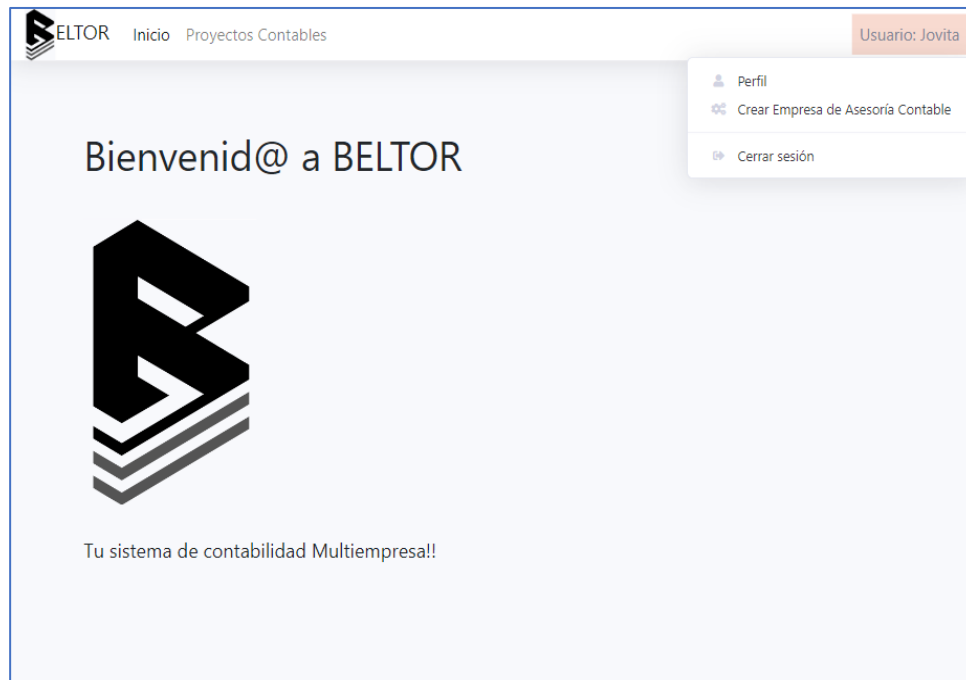 ELTOR Inicio Proyectos Contables Usuario: Jovita
Perfil
Crear Empresa de Asesoría Contable
Cerrar sesión
Bienvenid@ a BELTOR
Tu sistema de contabilidad Multiempresa!!